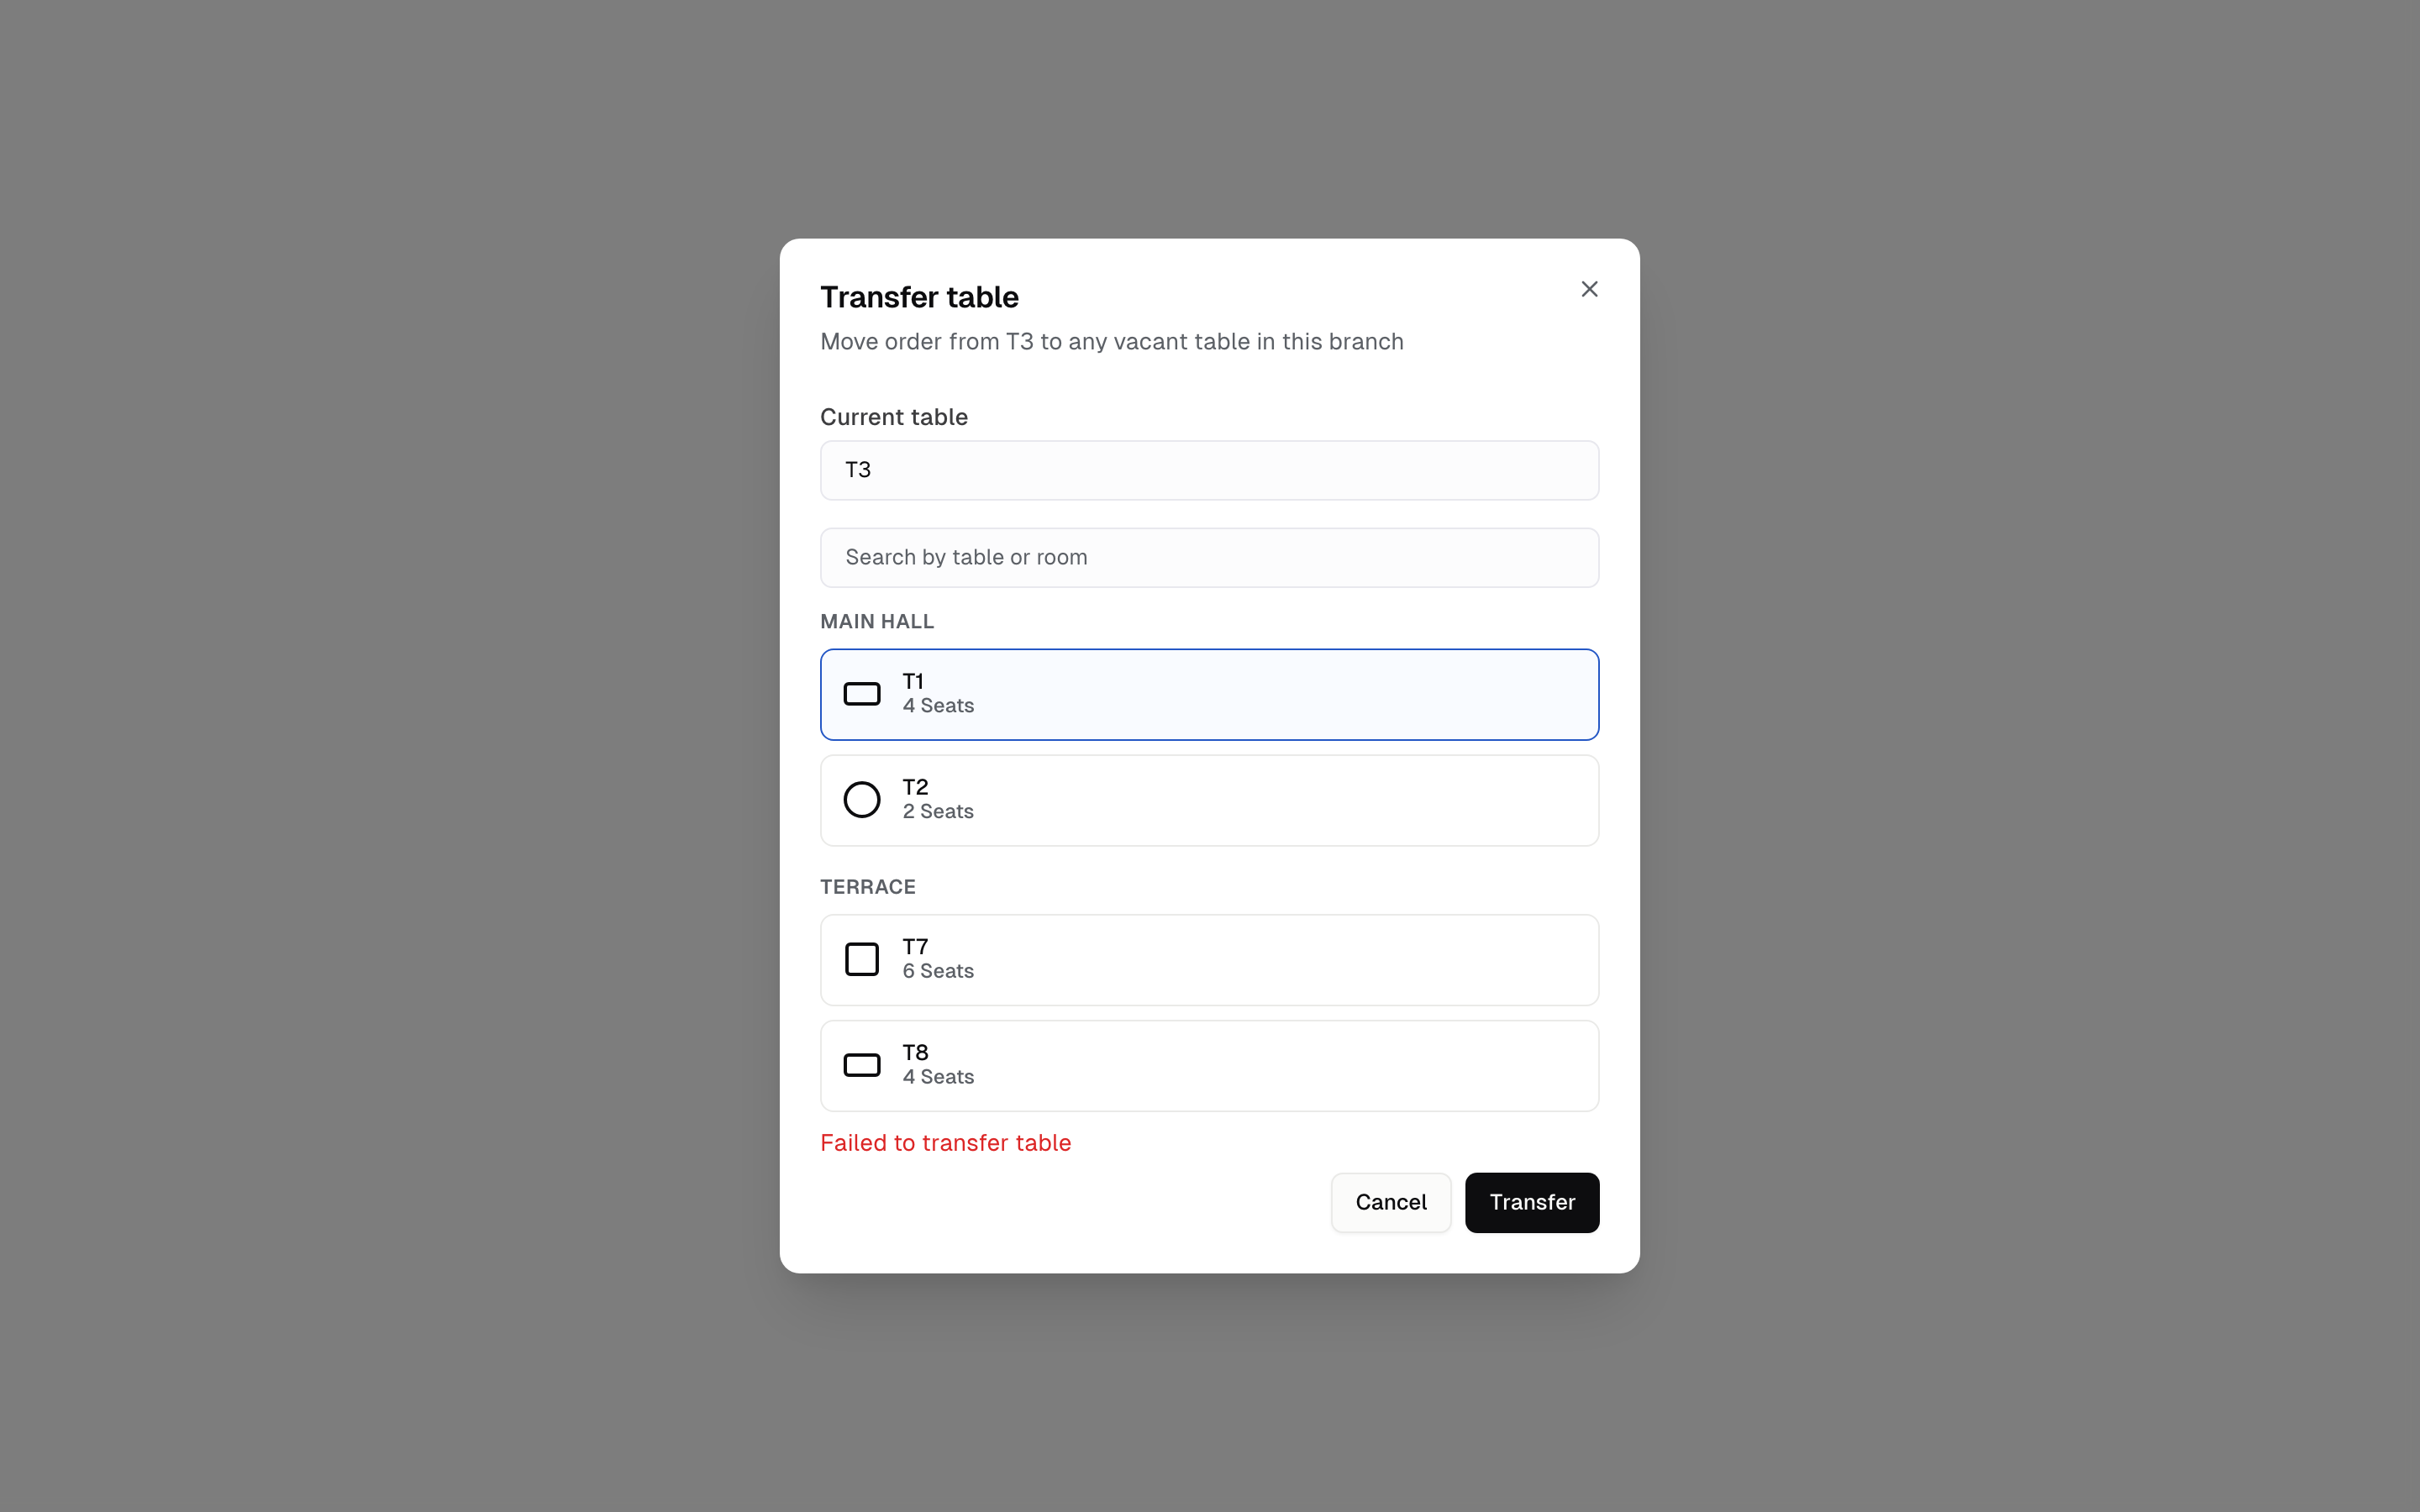 Transfer table
Move order from T3 to any vacant table in this branch
Current table
T3
Search by table or room
MAIN HALL
T1
4 Seats
T2
2 Seats
TERRACE
T7
6 Seats
T8
4 Seats
Failed to transfer table
Cancel
Transfer